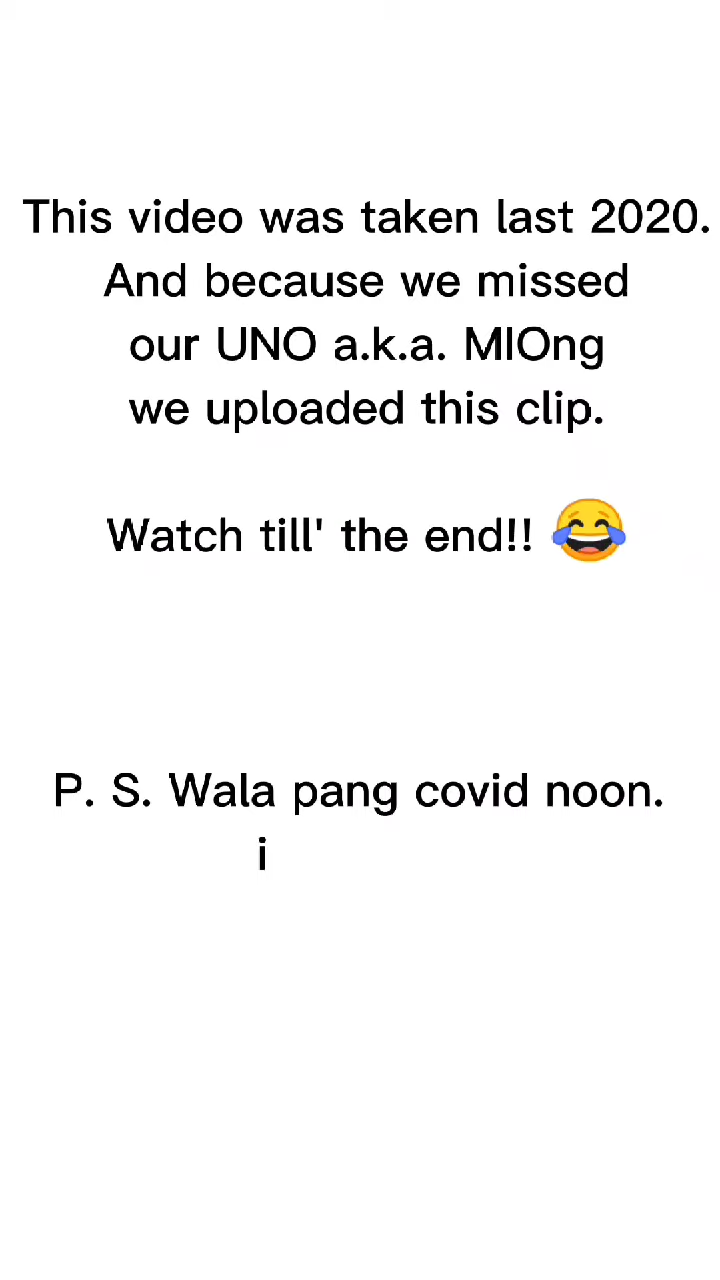 This video was taken last 2020.
And because we missed
our UNO a.k.a. MIOng
we uploaded this clip.
Watch till' the end!! 😂
P. S. Wala pang covid noon.
i